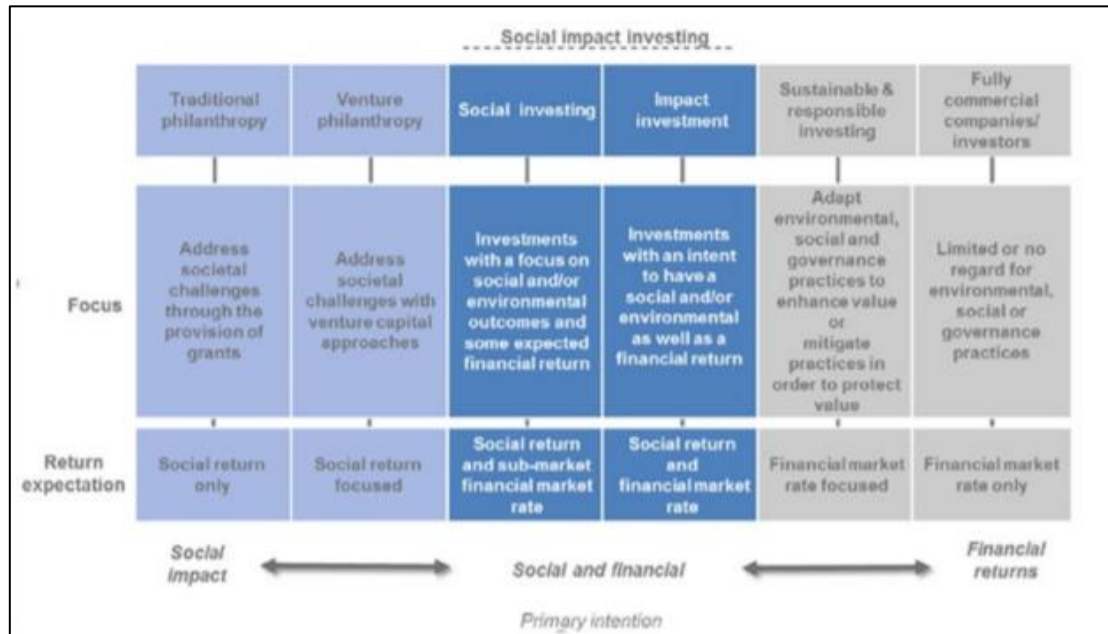 Social impact investing
Traditional
philanthropy
Venture
philanthropy
Social investing
Impact
investment
Sustainable &
responsible
investing
Fully
commercial
companies/
investors
Focus
Address
societal
challenges
through the
provision of
grants
Address
societal
challenges with
venture capital
approaches
Investments
with a focus on
social and/or
environmental
outcomes and
some expected
financial return
Investments
with an intent
to have a
social and/or
environmental
as well as a
financial return
Adapt
environmental,
social and
governance
practices to
enhance value
or
mitigate
practices in
order to protect
value
Limited or no
regard for
environmental,
social or
governance
practices
Return
expectation
Social return
only
Social return
focused
Social return
and sub-market
financial market
rate
Social return
and
financial market
rate
Financial market
rate focused
Financial market
rate only
Social
impact
Social and financial
Financial
returns
Primary intention